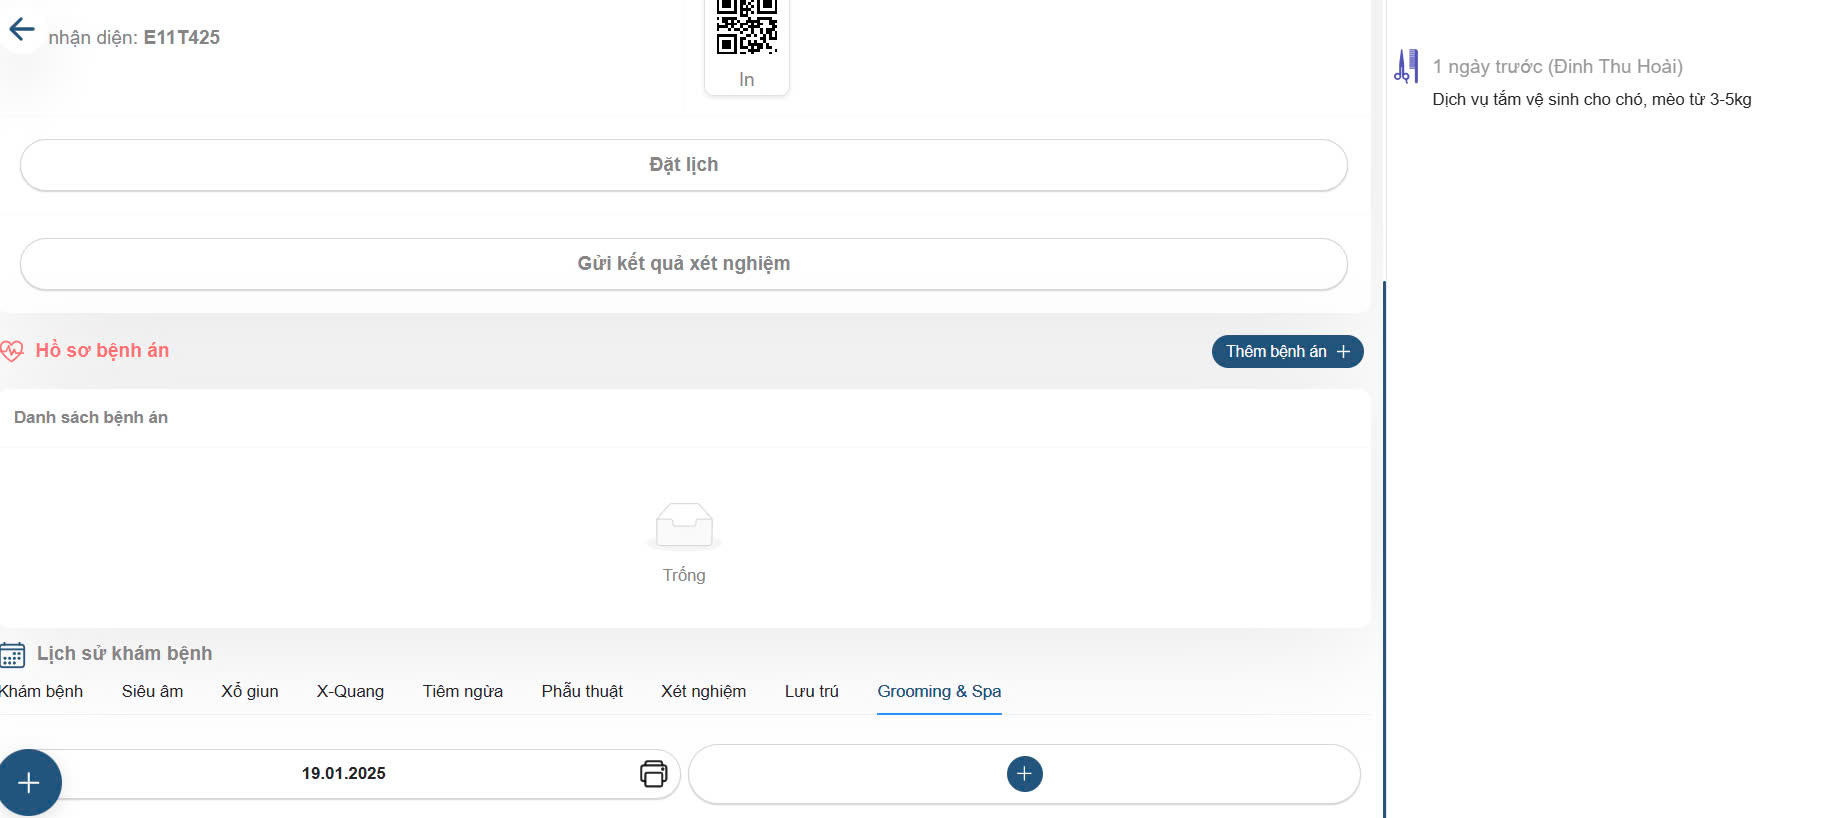 nhận diện: E11T425
In
Đặt lịch
Gửi kết quả xét nghiệm
Hồ sơ bệnh án
Thêm bệnh án
Danh sách bệnh án
Trống
Lịch sử khám bệnh
Khám bệnh Siêu âm Xổ giun X-Quang Tiêm ngừa Phẫu thuật Xét nghiệm Lưu trú Grooming & Spa
19.01.2025
1 ngày trước (Đinh Thu Hoài)
Dịch vụ tắm vệ sinh cho chó, mèo từ 3-5kg